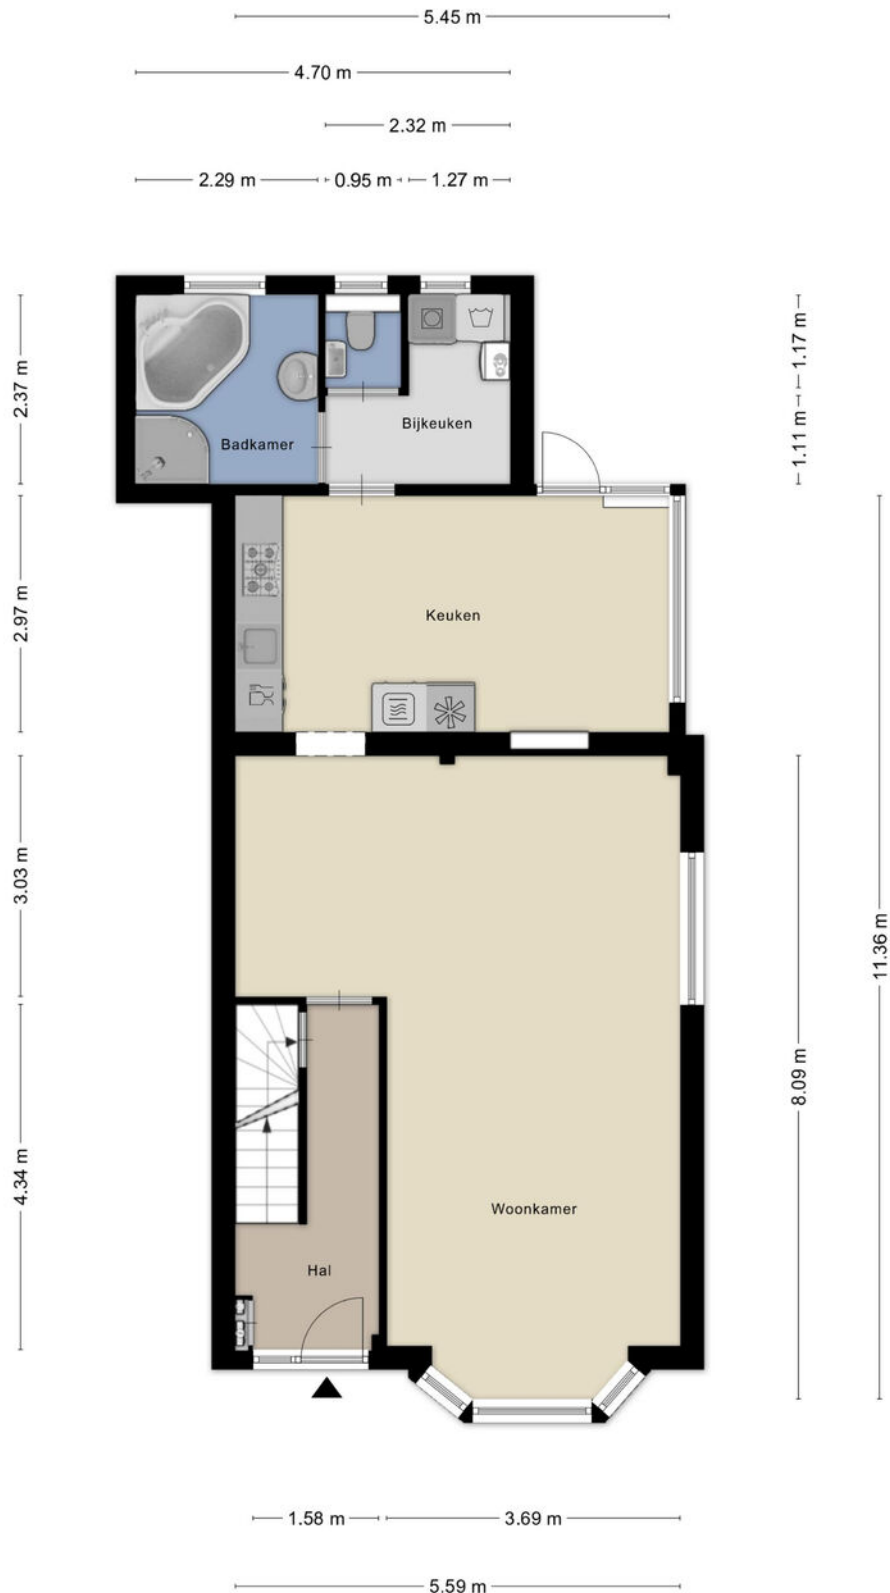 5.45 m
4.70 m
2.32 m
2.29 m 0.95 m 1.27 m
1.17 m
2.37 m
1.11 m
Bijkeuken
Badkamer
2.97 m
Keuken
3.03 m
11.36 m
8.09 m
4.34 m
Woonkamer
Hal
1.58 m 3.69 m
5.59 m